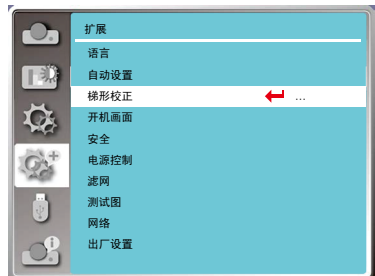 扩展
语言
自动设置
梯形校正 ...
开机画面
安全
电源控制
滤网
测试图
网络
出厂设置